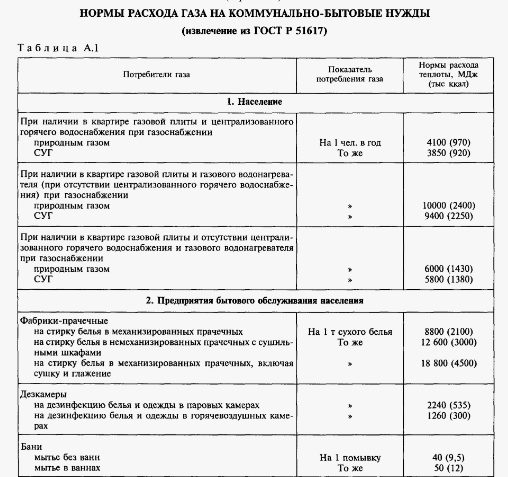 НОРМЫ РАСХОДА ГАЗА НА КОММУНАЛЬНО-БЫТОВЫЕ НУЖДЫ
(извлечение из ГОСТ Р 51617)
Таблица А.1
Потребители газа
Показатель
потребления газа
Нормы расхода
теплоты, МДж
(тыс ккал)
1. Население
При наличии в квартире газовой плиты и централизованного
горячего водоснабжения при газоснабжении
природным газом На 1 чел. в год 4100 (970)
СУГ То же 3850 (920)
При наличии в квартире газовой плиты и газового водонагрева-
теля (при отсутствии централизованного горячего водоснабже-
ния) при газоснабжении
природным газом » 10000 (2400)
СУГ » 9400 (2250)
При наличии в квартире газовой плиты и отсутствии централи-
зованного горячего водоснабжения и газового водонагревателя
при газоснабжении
природным газом » 6000 (1430)
СУГ » 5800 (1380)
2. Предприятия бытового обслуживания населения
Фабрики-прачечные
на стирку белья в механизированных прачечных На 1 т сухого белья 8800 (2100)
на стирку белья в немеханизированных прачечных с сушиль- То же 12 600 (3000)
ными шкафами
на стирку белья в механизированных прачечных, включая » 18 800 (4500)
сушку и глажение
Дезкамеры
на дезинфекцию белья и одежды в паровых камерах » 2240 (535)
на дезинфекцию белья и одежды в горячевоздушных каме- » 1260 (300)
рах
Бани
мытье без ванн На 1 помывку 40 (9,5)
мытье в ваннах То же 50 (12)